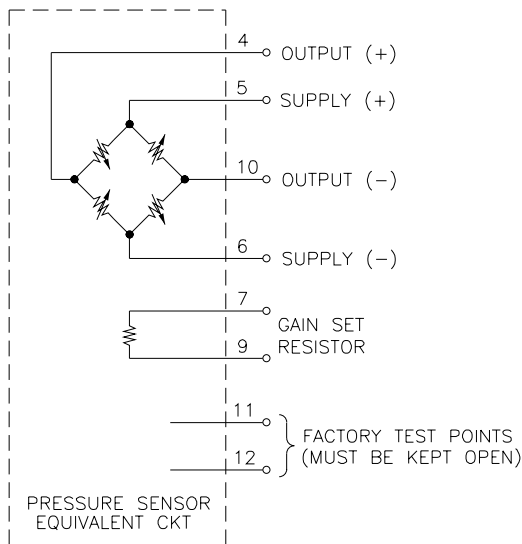 4
OUTPUT (+)
5
SUPPLY (+)
10
OUTPUT (−)
6
SUPPLY (−)
7
GAIN SET
RESISTOR
9
11
FACTORY TEST POINTS
(MUST BE KEPT OPEN)
12
PRESSURE SENSOR
EQUIVALENT CKT